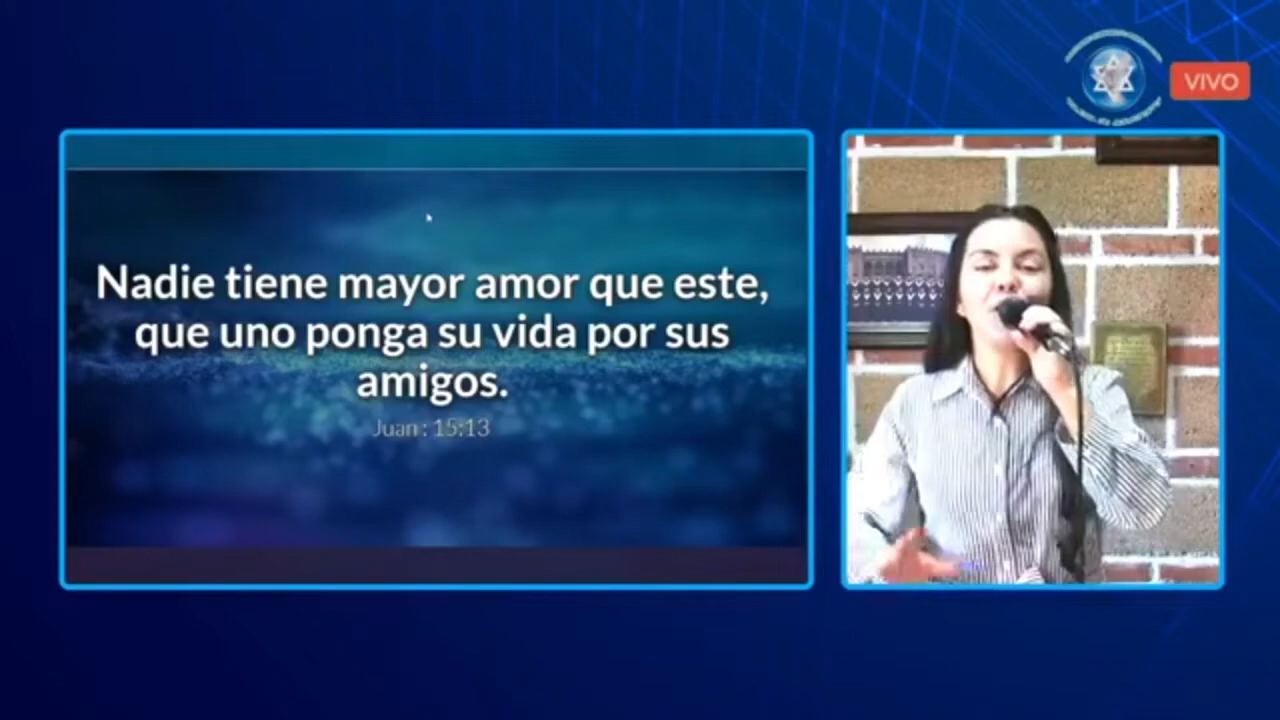 VIVO
Nadie tiene mayor amor que este,
que uno ponga su vida por sus
amigos.
Juan : 15:13